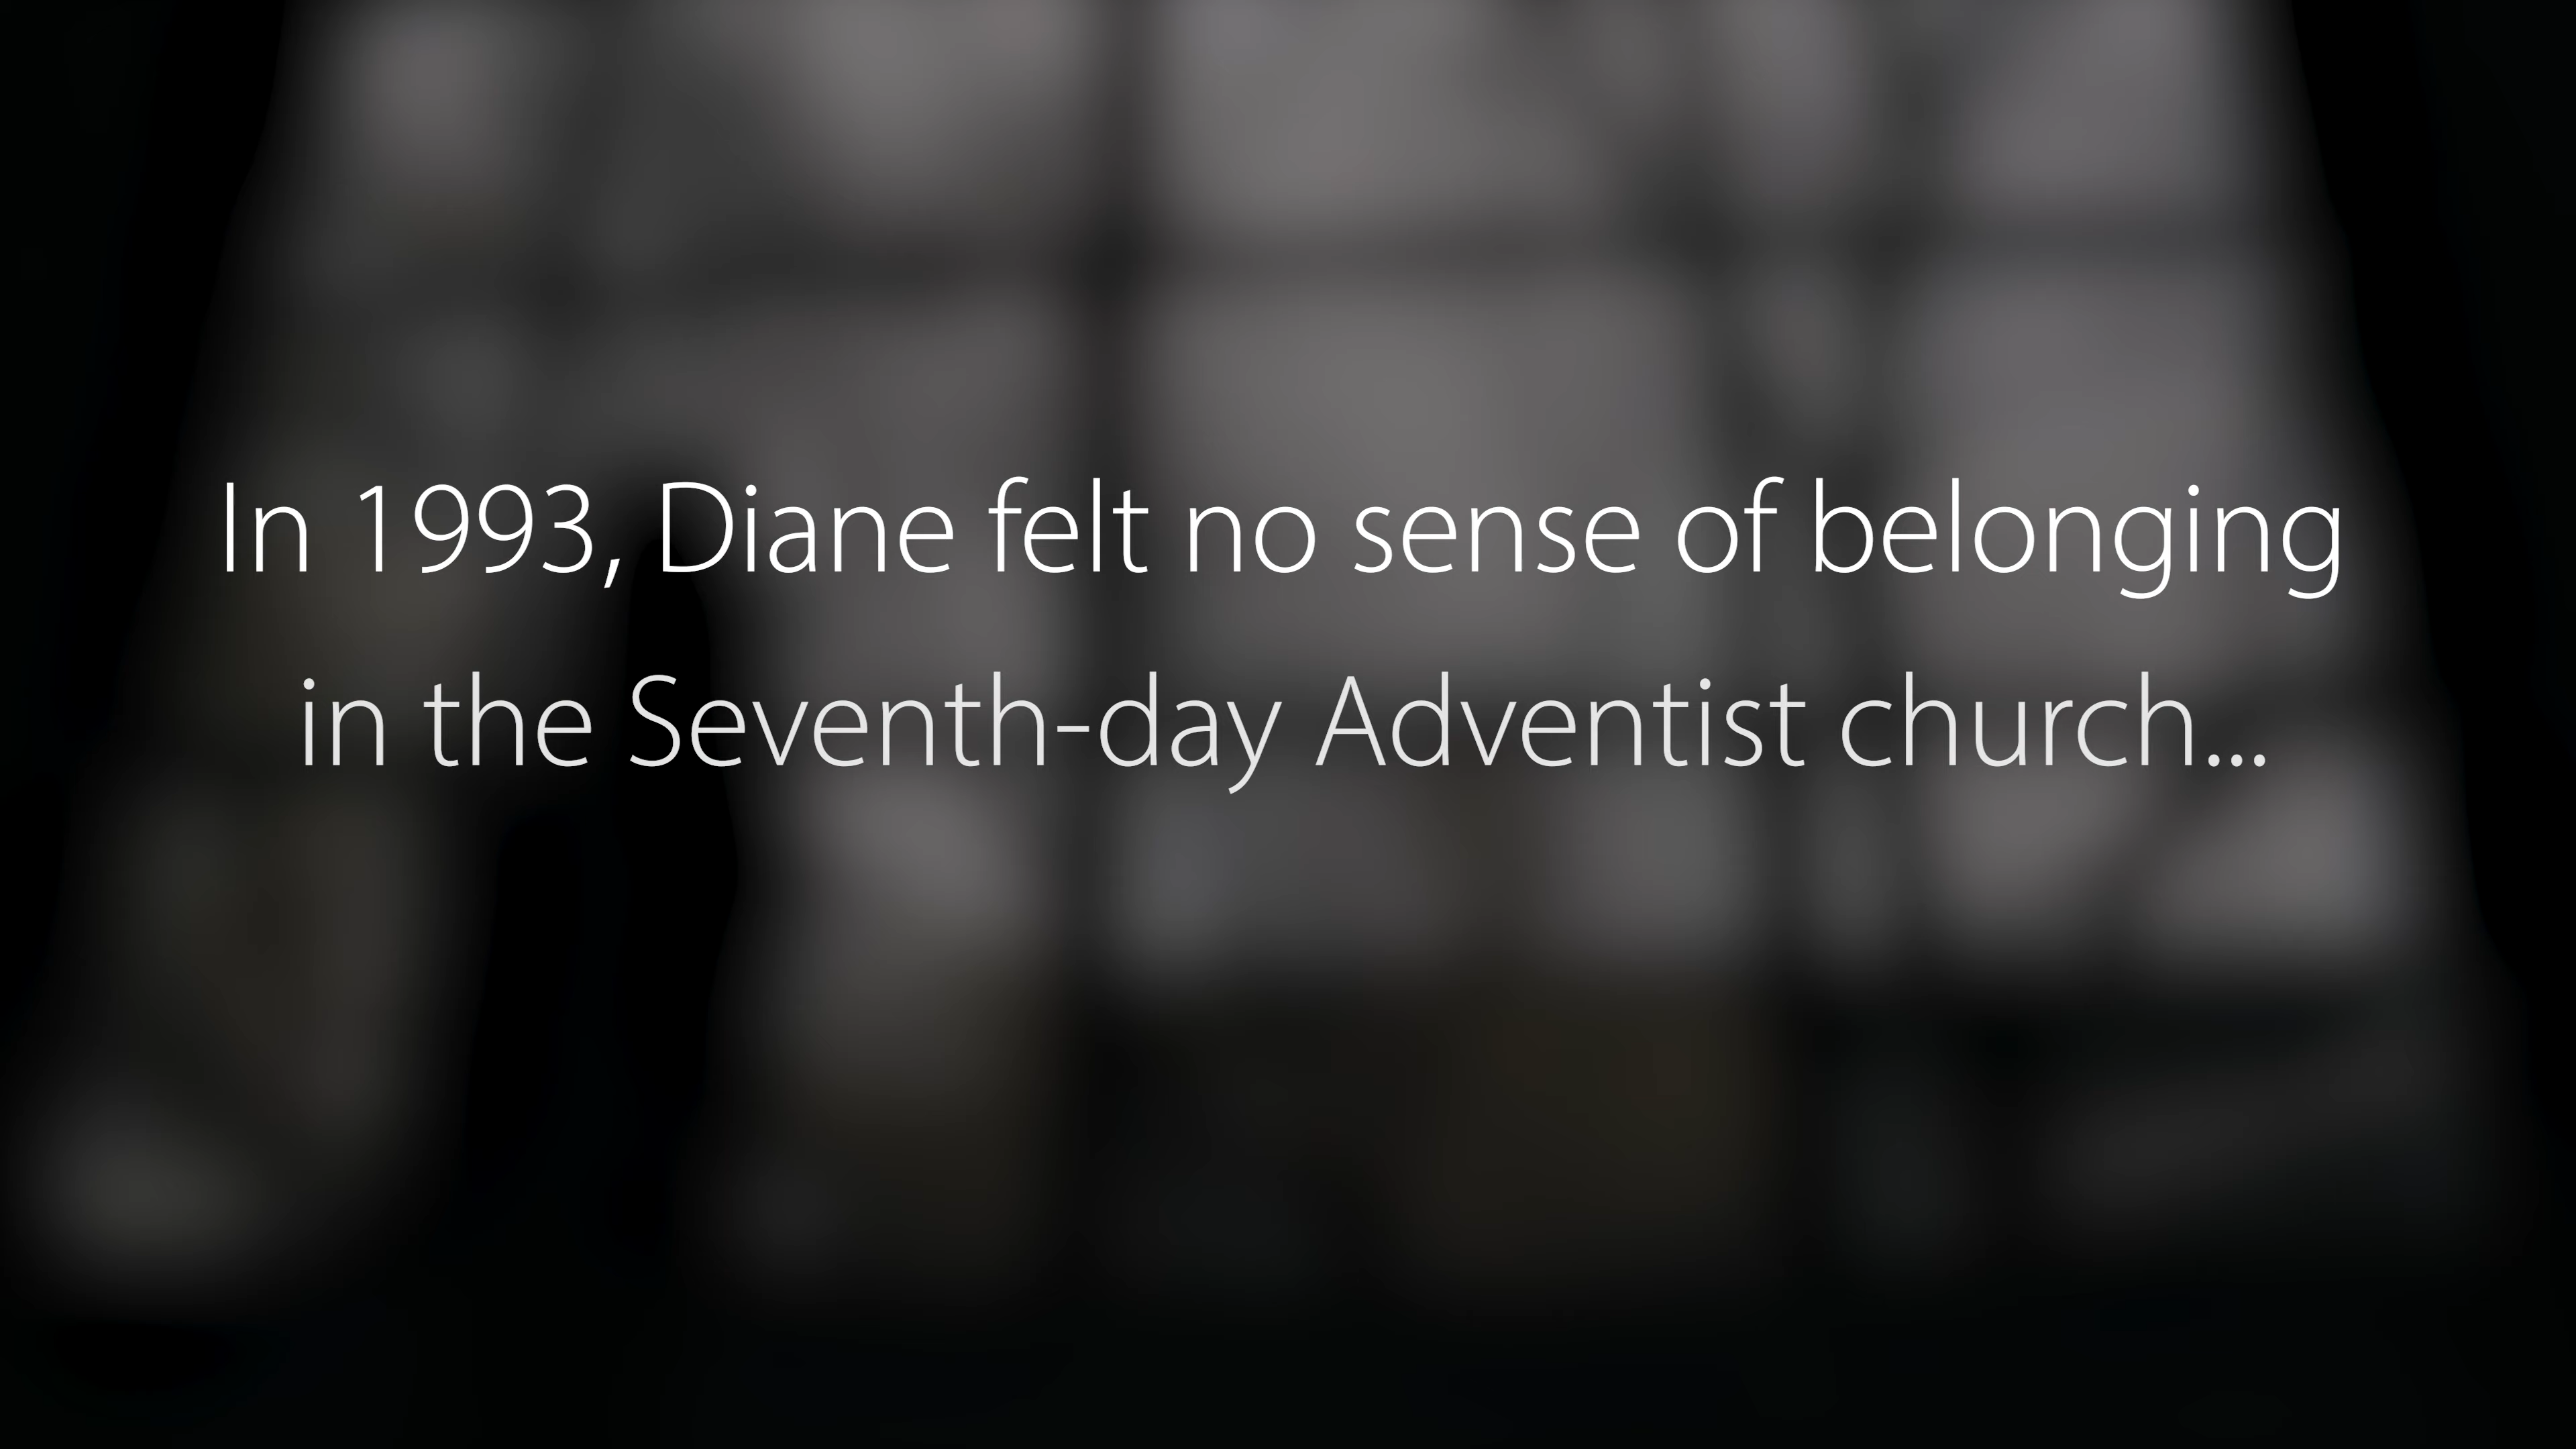 In 1993, Diane felt no sense of belonging
in the Seventh-day Adventist church...